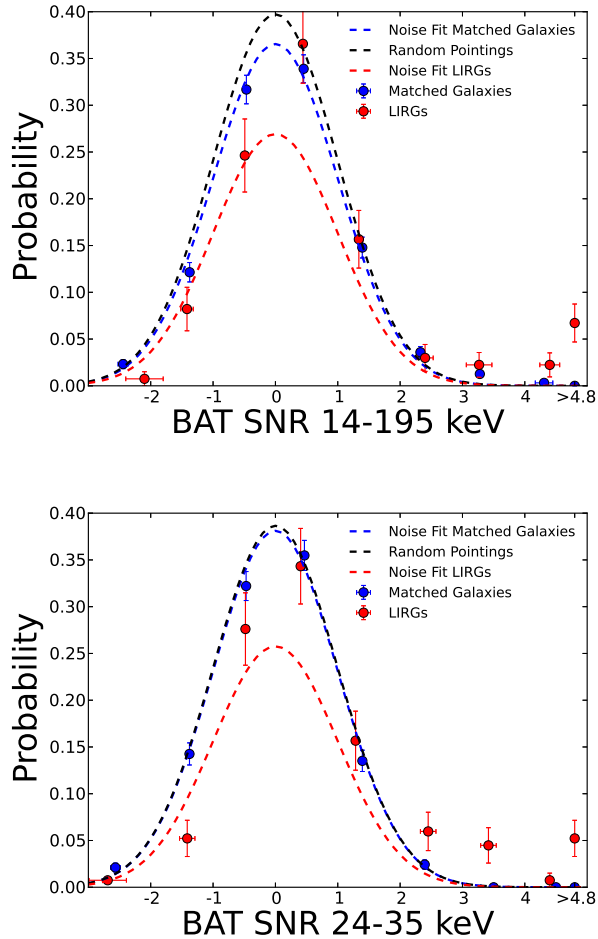 0.40
0.35
0.30
0.25
0.20
0.15
0.10
0.05
0.00
Probability
Noise Fit Matched Galaxies
Random Pointings
Noise Fit LIRGs
Matched Galaxies
LIRGs
-2 -1 0 1 2 3 4 >4.8
BAT SNR 14-195 keV
0.40
0.35
0.30
0.25
0.20
0.15
0.10
0.05
0.00
Probability
Noise Fit Matched Galaxies
Random Pointings
Noise Fit LIRGs
Matched Galaxies
LIRGs
-2 -1 0 1 2 3 4 >4.8
BAT SNR 24-35 keV